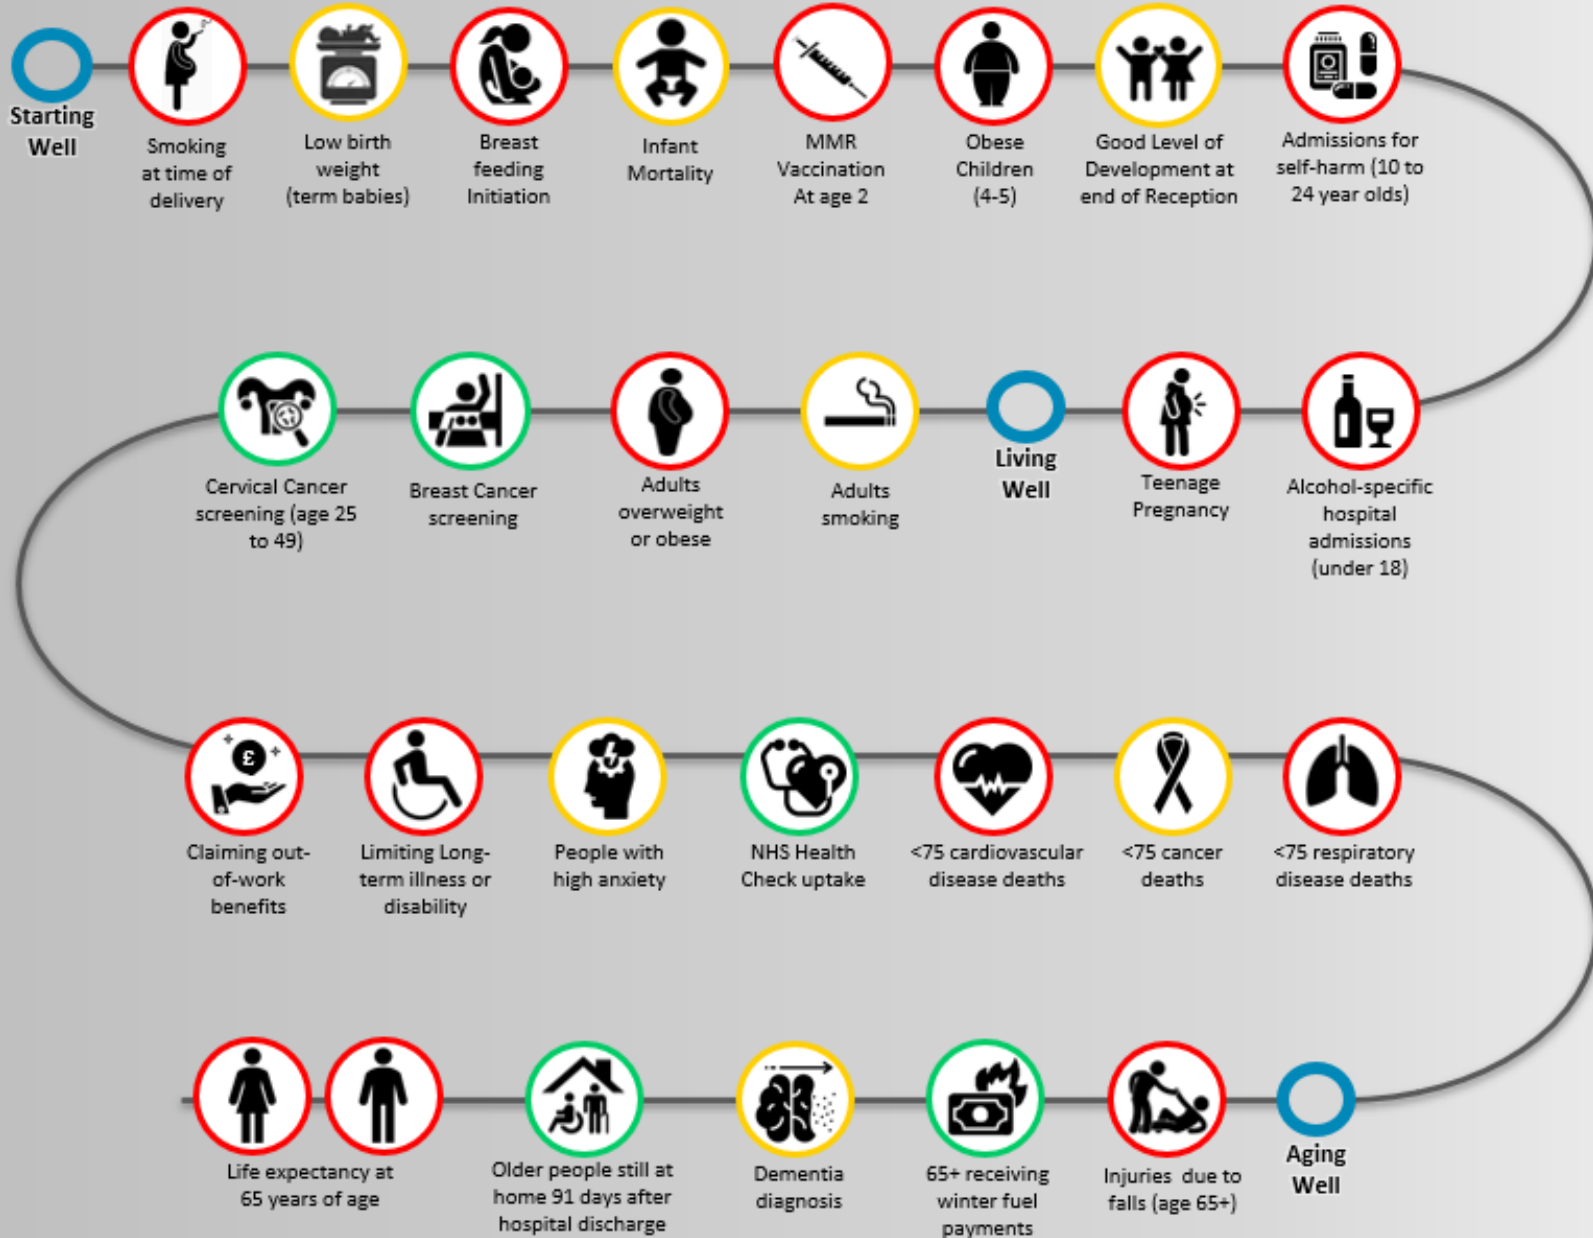 Starting
Well
Smoking
at time of
delivery
Low birth
weight
(term babies)
Breast
feeding
Initiation
Infant
Mortality
MMR
Vaccination
At age 2
Obese
Children
(4-5)
Good Level of
Development at
end of Reception
Admissions for
self-harm (10 to
24 year olds)
Cervical Cancer
screening (age 25
to 49)
Breast Cancer
screening
Adults
overweight
or obese
Adults
smoking
Living
Well
Teenage
Pregnancy
Alcohol-specific
hospital
admissions
(under 18)
£
Claiming out-
of-work
benefits
Limiting Long-
term illness or
disability
People with
high anxiety
NHS Health
Check uptake
<75 cardiovascular
disease deaths
<75 cancer
deaths
<75 respiratory
disease deaths
Life expectancy at
65 years of age
Older people still at
home 91 days after
hospital discharge
Dementia
diagnosis
65+ receiving
winter fuel
payments
Injuries due to
falls (age 65+)
Aging
Well